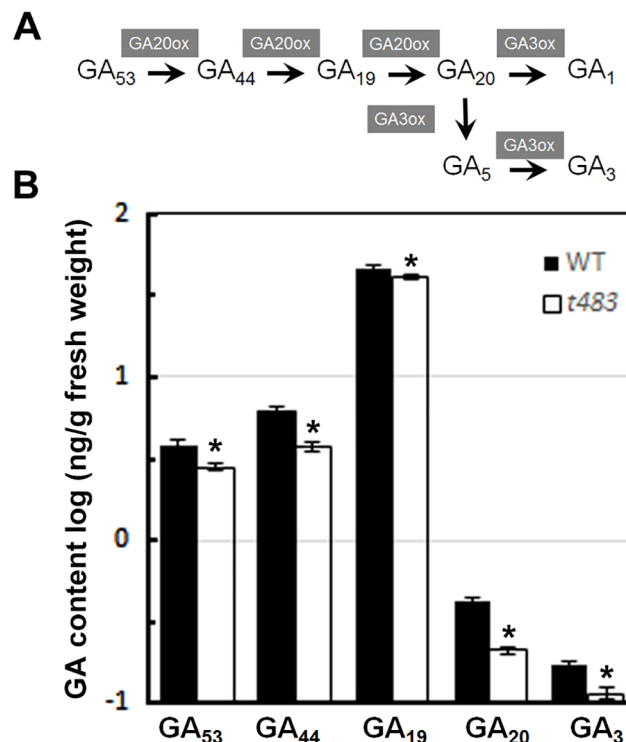 A
GA20ox GA20ox GA20ox GA3ox
GA53 GA44 GA19 GA20 GA1
GA3ox GA3ox
GA5 GA3
B
GA content log (ng/g fresh weight)
2
1
0
-1
WT
t483
* * * * *
GA53 GA44 GA19 GA20 GA3